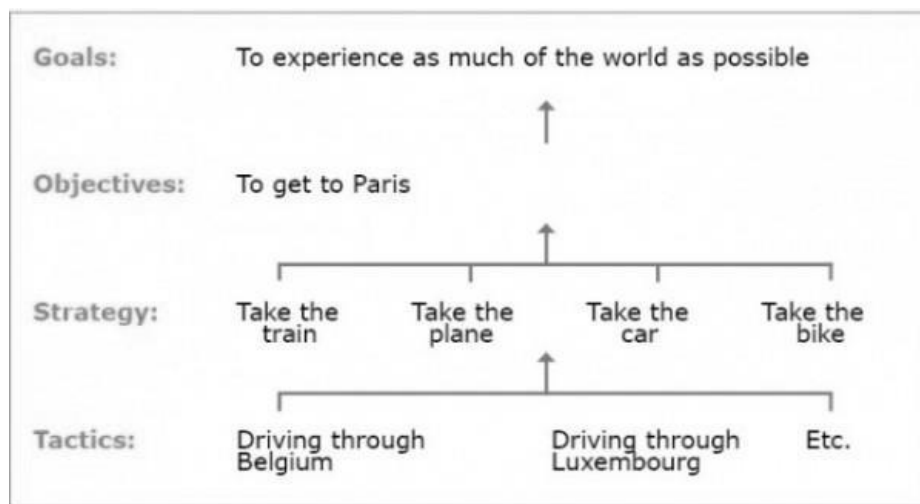 Goals: To experience as much of the world as possible
Objectives: To get to Paris
Strategy: Take the Take the Take the Take the
train plane car bike
Tactics: Driving through Driving through Etc.
Belgium Luxembourg